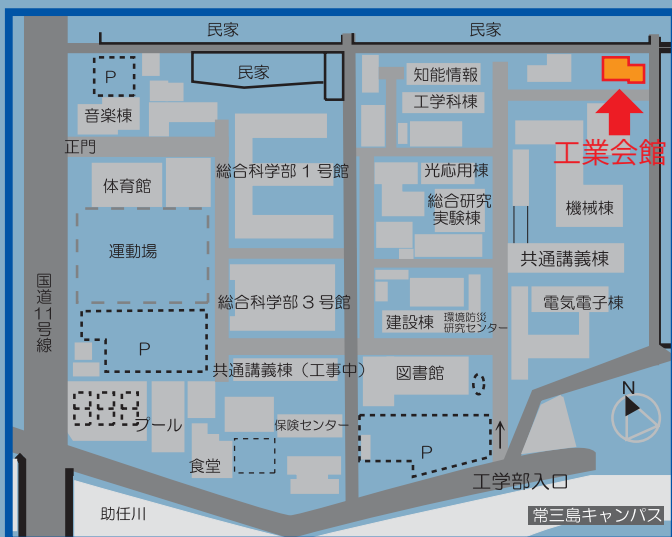 民家
民家
P
民家
知能情報
工学科棟
音楽棟
工業会館
正門
体育館
総合科学部1号館
光応用棟
総合研究
実験棟
機械棟
運動場
共通講義棟
国道11号線
総合科学部3号館
建設棟
環境防災
研究センター
電気電子棟
P
共通講義棟（工事中）
図書館
N
プール
保険センター
食堂
P
工学部入口
助任川
常三島キャンパス